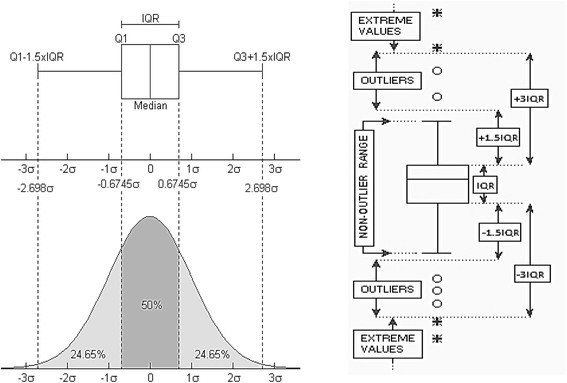 IQR
Q1 Q3
Q1-1.5xIQR Q3+1.5xIQR
Median
-3σ -2σ -1σ 0 1σ 2σ 3σ
-2.698σ -0.6745σ 0.6745σ 2.698σ
50%
24.65% 24.65%
-3σ -2σ -1σ 0 1σ 2σ 3σ
EXTREME
VALUES
OUTLIERS
+3IQR
+1.5IQR
NON-OUTLIER RANGE
IQR
-1.5IQR
-3IQR
OUTLIERS
EXTREME
VALUES